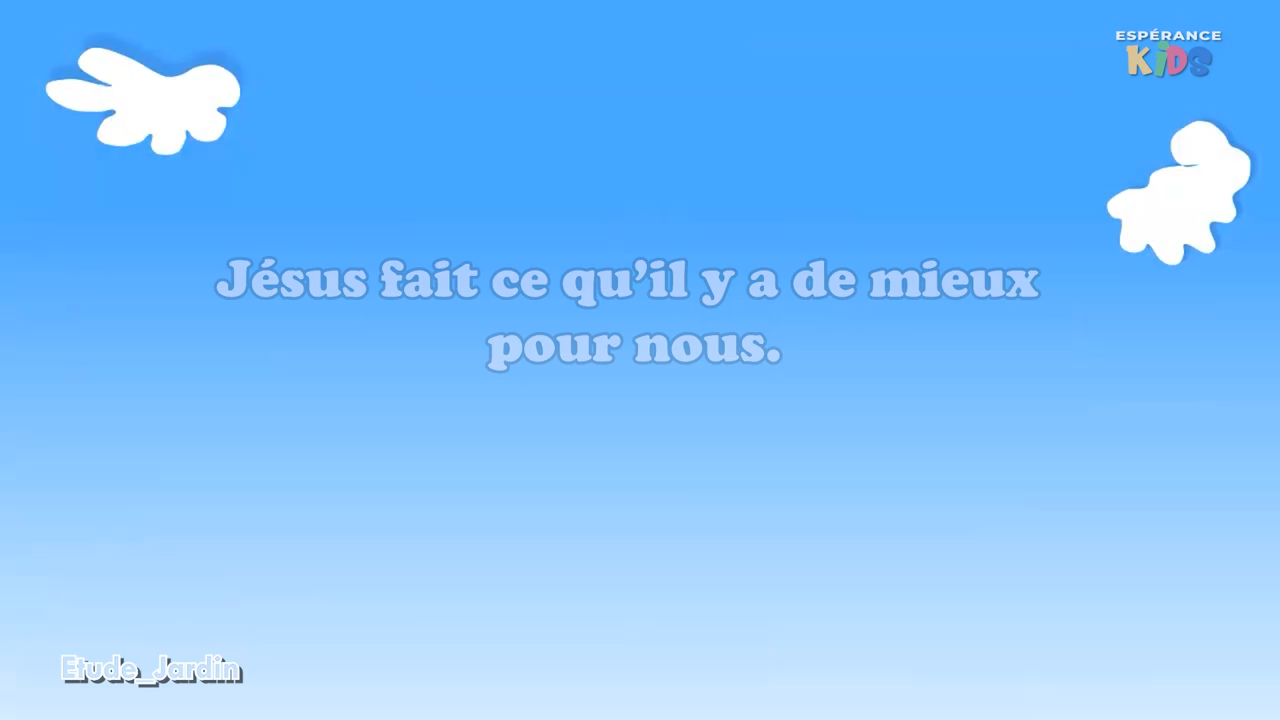 ESPÉRANCE
KiDS
Jésus fait ce qu’il y a de mieux
pour nous.
Etude_Jardin